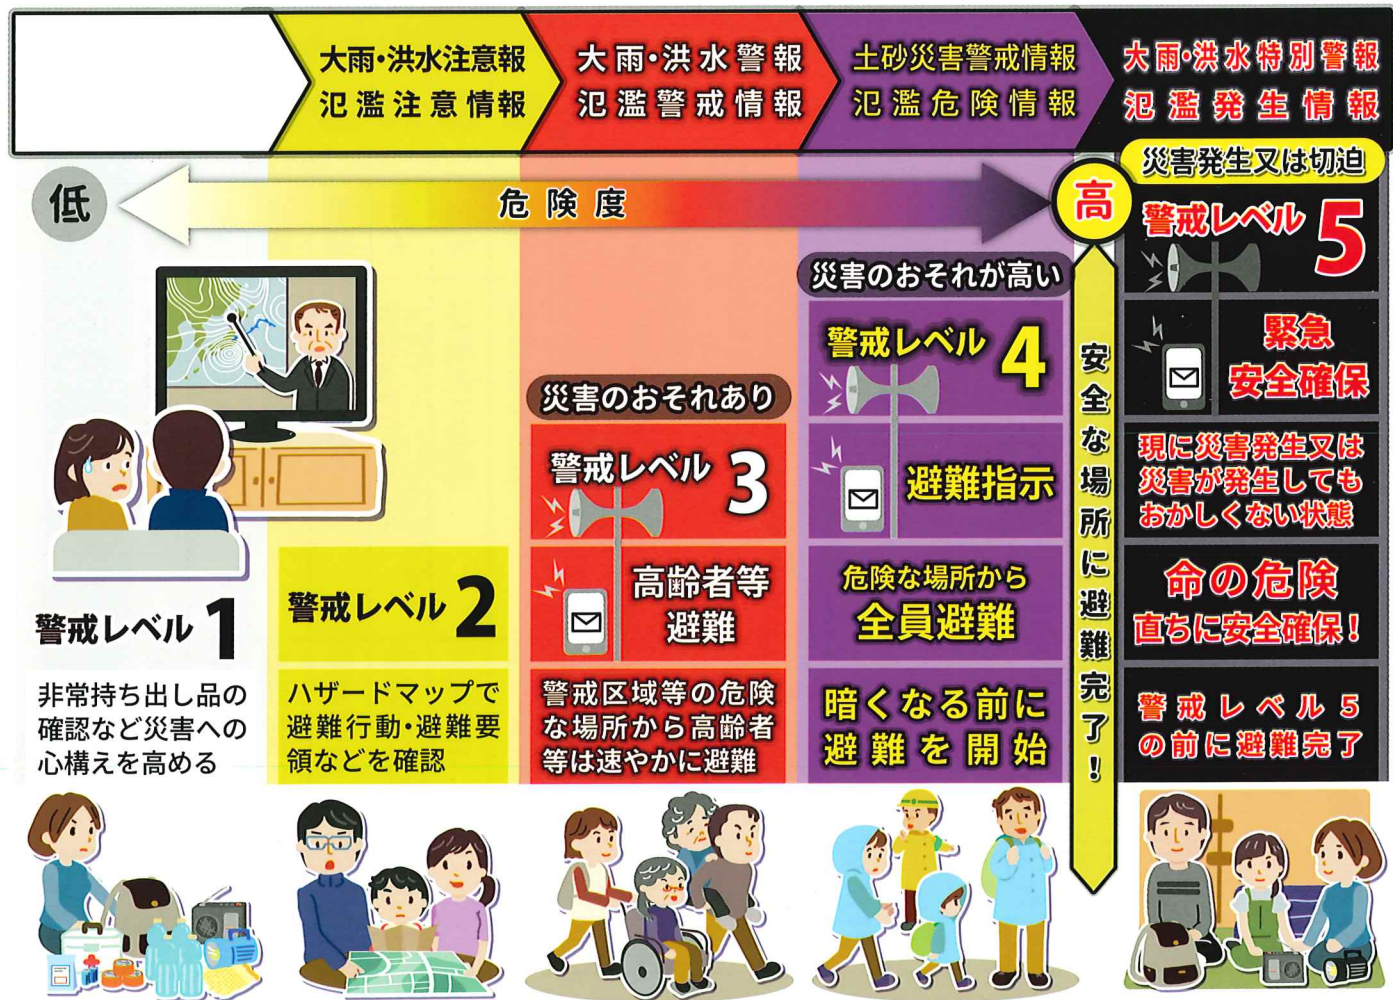 大雨・洪水注意報
氾濫注意情報
大雨・洪水警報
氾濫警戒情報
土砂災害警戒情報
氾濫危険情報
大雨・洪水特別警報
氾濫発生情報
低
危険度
高
災害発生又は切迫
警戒レベル 5
緊急
安全確保
現に災害発生又は
災害が発生しても
おかしくない状態
命の危険
直ちに安全確保!
警戒レベル5
の前に避難完了
災害のおそれが高い
警戒レベル 4
避難指示
危険な場所から
全員避難
暗くなる前に
避難を開始
安全な場所に避難完了!
災害のおそれあり
警戒レベル 3
高齢者等
避難
警戒区域等の危険
な場所から高齢者
等は速やかに避難
警戒レベル 2
ハザードマップで
避難行動・避難要
領などを確認
警戒レベル 1
非常持ち出し品の
確認など災害への
心構えを高める